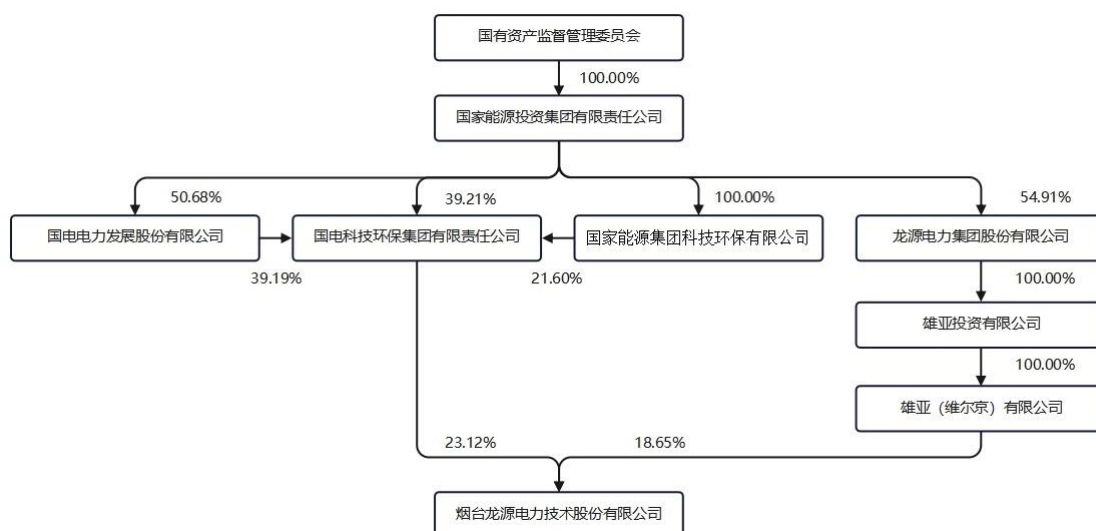 国有资产监督管理委员会
100.00%
国家能源投资集团有限责任公司
50.68%
39.21%
100.00%
54.91%
国电电力发展股份有限公司
国电科技环保集团有限责任公司
国家能源集团科技环保有限公司
龙源电力集团股份有限公司
39.19%
21.60%
100.00%
雄亚投资有限公司
100.00%
雄亚（维尔京）有限公司
23.12%
18.65%
烟台龙源电力技术股份有限公司